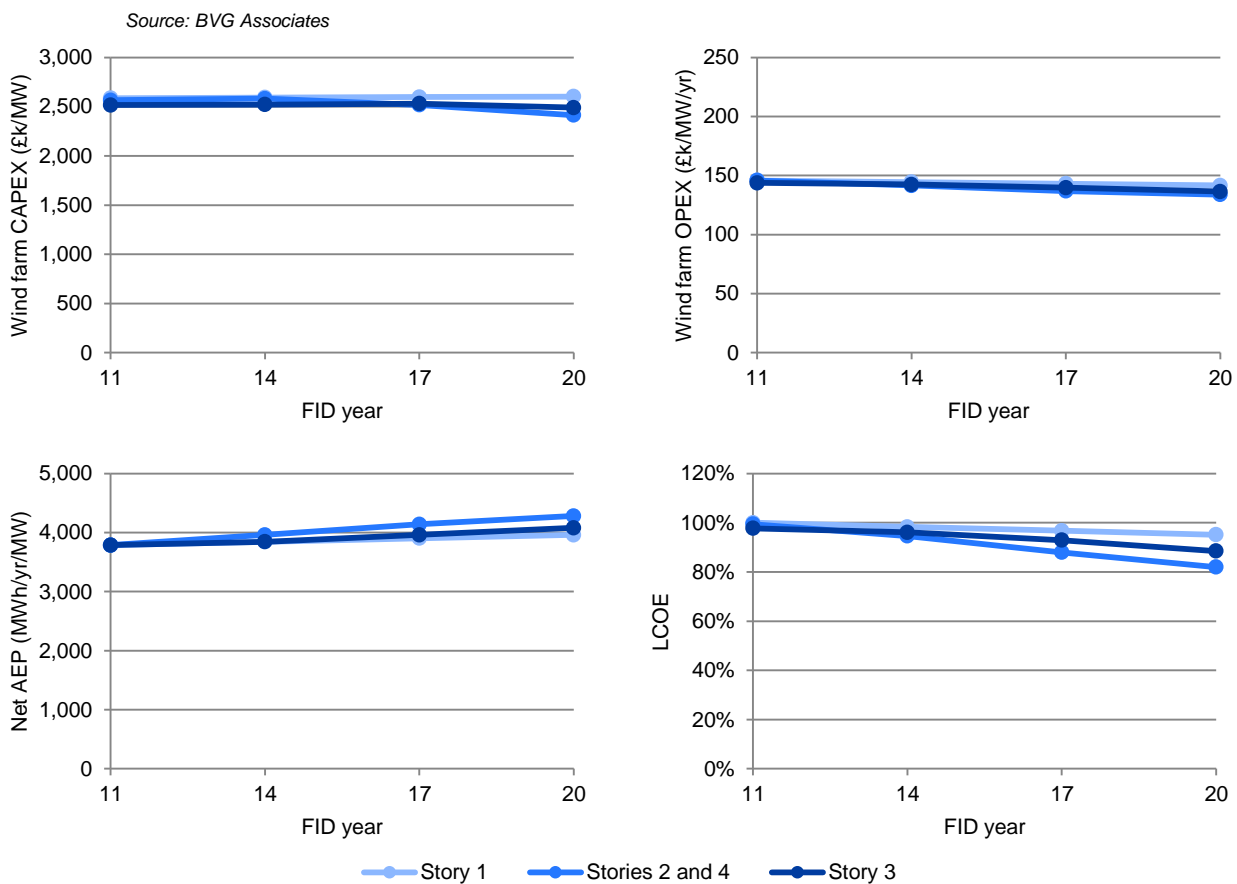 Source: BVG Associates
Wind farm CAPEX (£k/MW)
3,000
2,500
2,000
1,500
1,000
500
0
11 14 17 20
FID year
Wind farm OPEX (£k/MW/yr)
250
200
150
100
50
0
11 14 17 20
FID year
Net AEP (MWh/yr/MW)
5,000
4,000
3,000
2,000
1,000
0
11 14 17 20
FID year
LCOE
120%
100%
80%
60%
40%
20%
0%
11 14 17 20
FID year
Story 1 Stories 2 and 4 Story 3